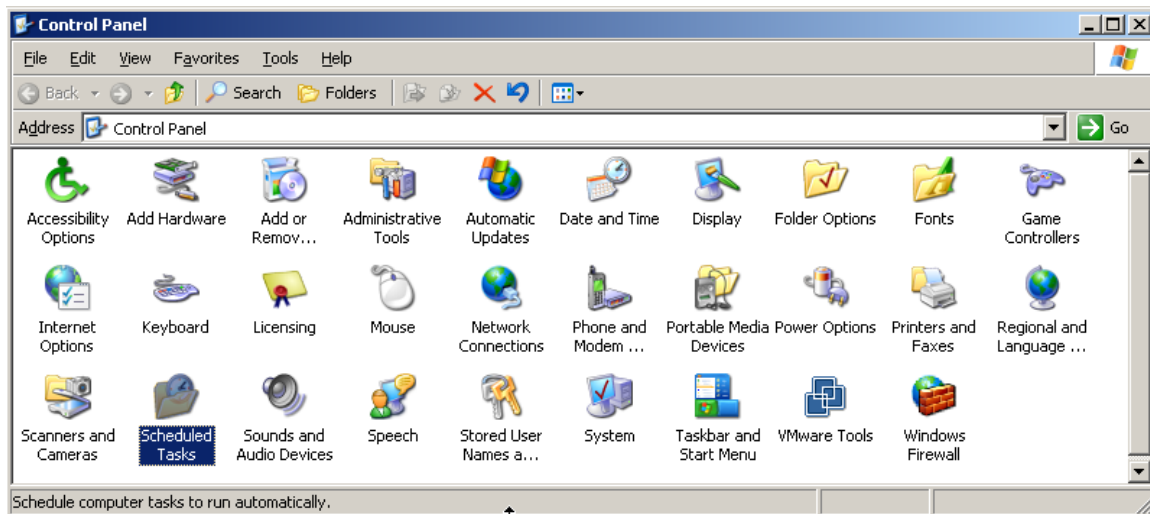 Control Panel
File Edit View Favorites Tools Help
Back Search Folders
Address Control Panel Go
Accessibility Options
Add Hardware
Add or Remov...
Administrative Tools
Automatic Updates
Date and Time
Display
Folder Options
Fonts
Game Controllers
Internet Options
Keyboard
Licensing
Mouse
Network Connections
Phone and Modem ...
Portable Media Devices
Power Options
Printers and Faxes
Regional and Language ...
Scanners and Cameras
Scheduled Tasks
Sounds and Audio Devices
Speech
Stored User Names a...
System
Taskbar and Start Menu
VMware Tools
Windows Firewall
Schedule computer tasks to run automatically.